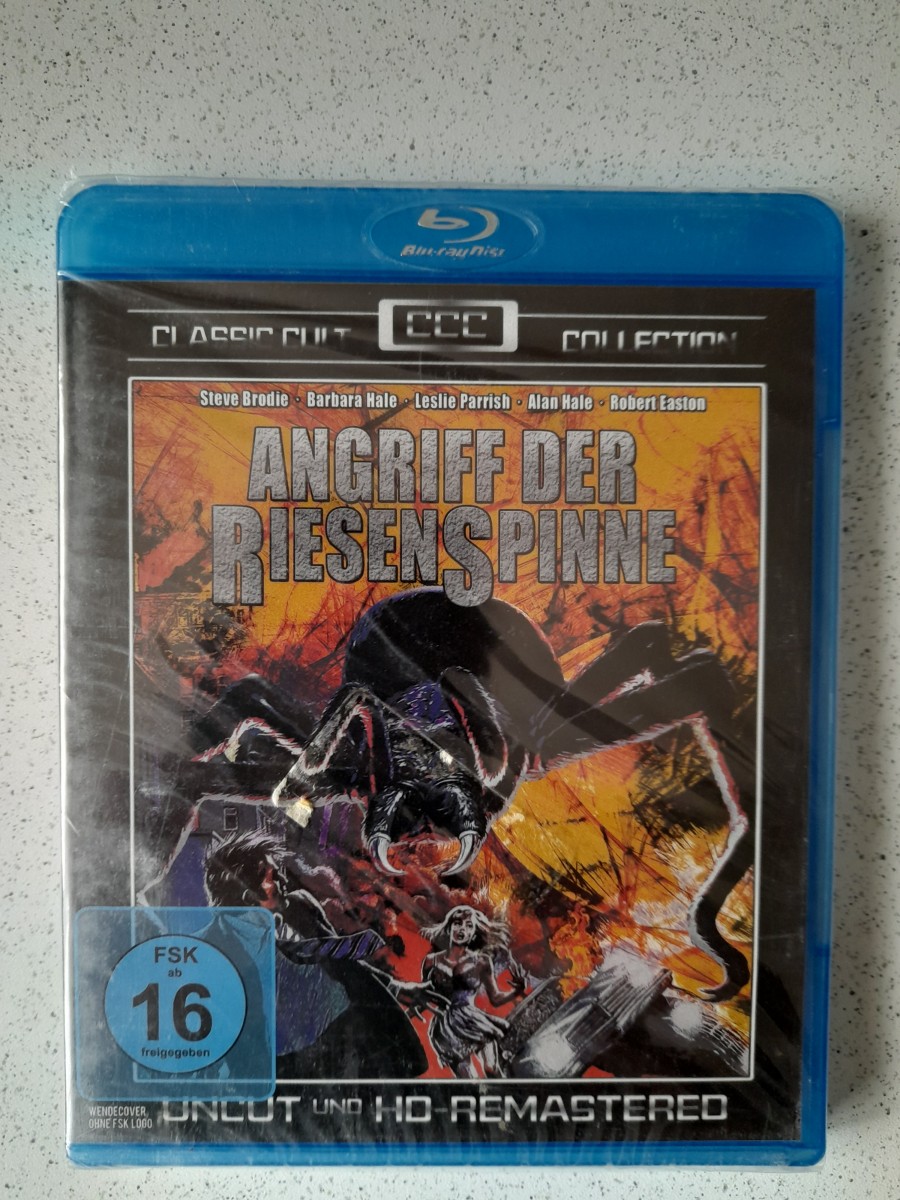 Blu-ray Disc
CLASSIC CULT CCC COLLECTION
Steve Brodie · Barbara Hale · Leslie Parrish · Alan Hale · Robert Easton
ANGRIFF DER
RIESENSPINNE
FSK
ab
16
freigegeben
WENDECOVER
OHNE FSK LOGO
UNCUT UND HD-REMASTERED